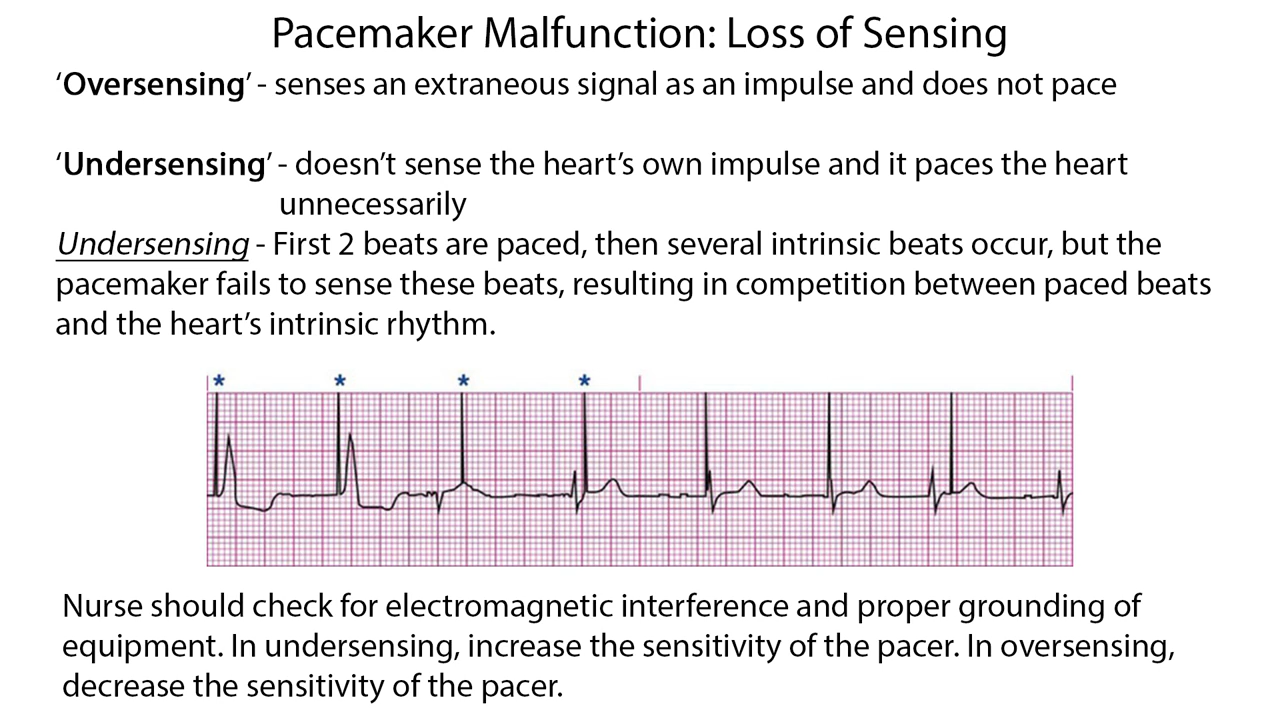 Pacemaker Malfunction: Loss of Sensing
‘Oversensing’ - senses an extraneous signal as an impulse and does not pace
‘Undersensing’ - doesn’t sense the heart’s own impulse and it paces the heart
unnecessarily
Undersensing - First 2 beats are paced, then several intrinsic beats occur, but the
pacemaker fails to sense these beats, resulting in competition between paced beats
and the heart’s intrinsic rhythm.
* * * *
Nurse should check for electromagnetic interference and proper grounding of
equipment. In undersensing, increase the sensitivity of the pacer. In oversensing,
decrease the sensitivity of the pacer.